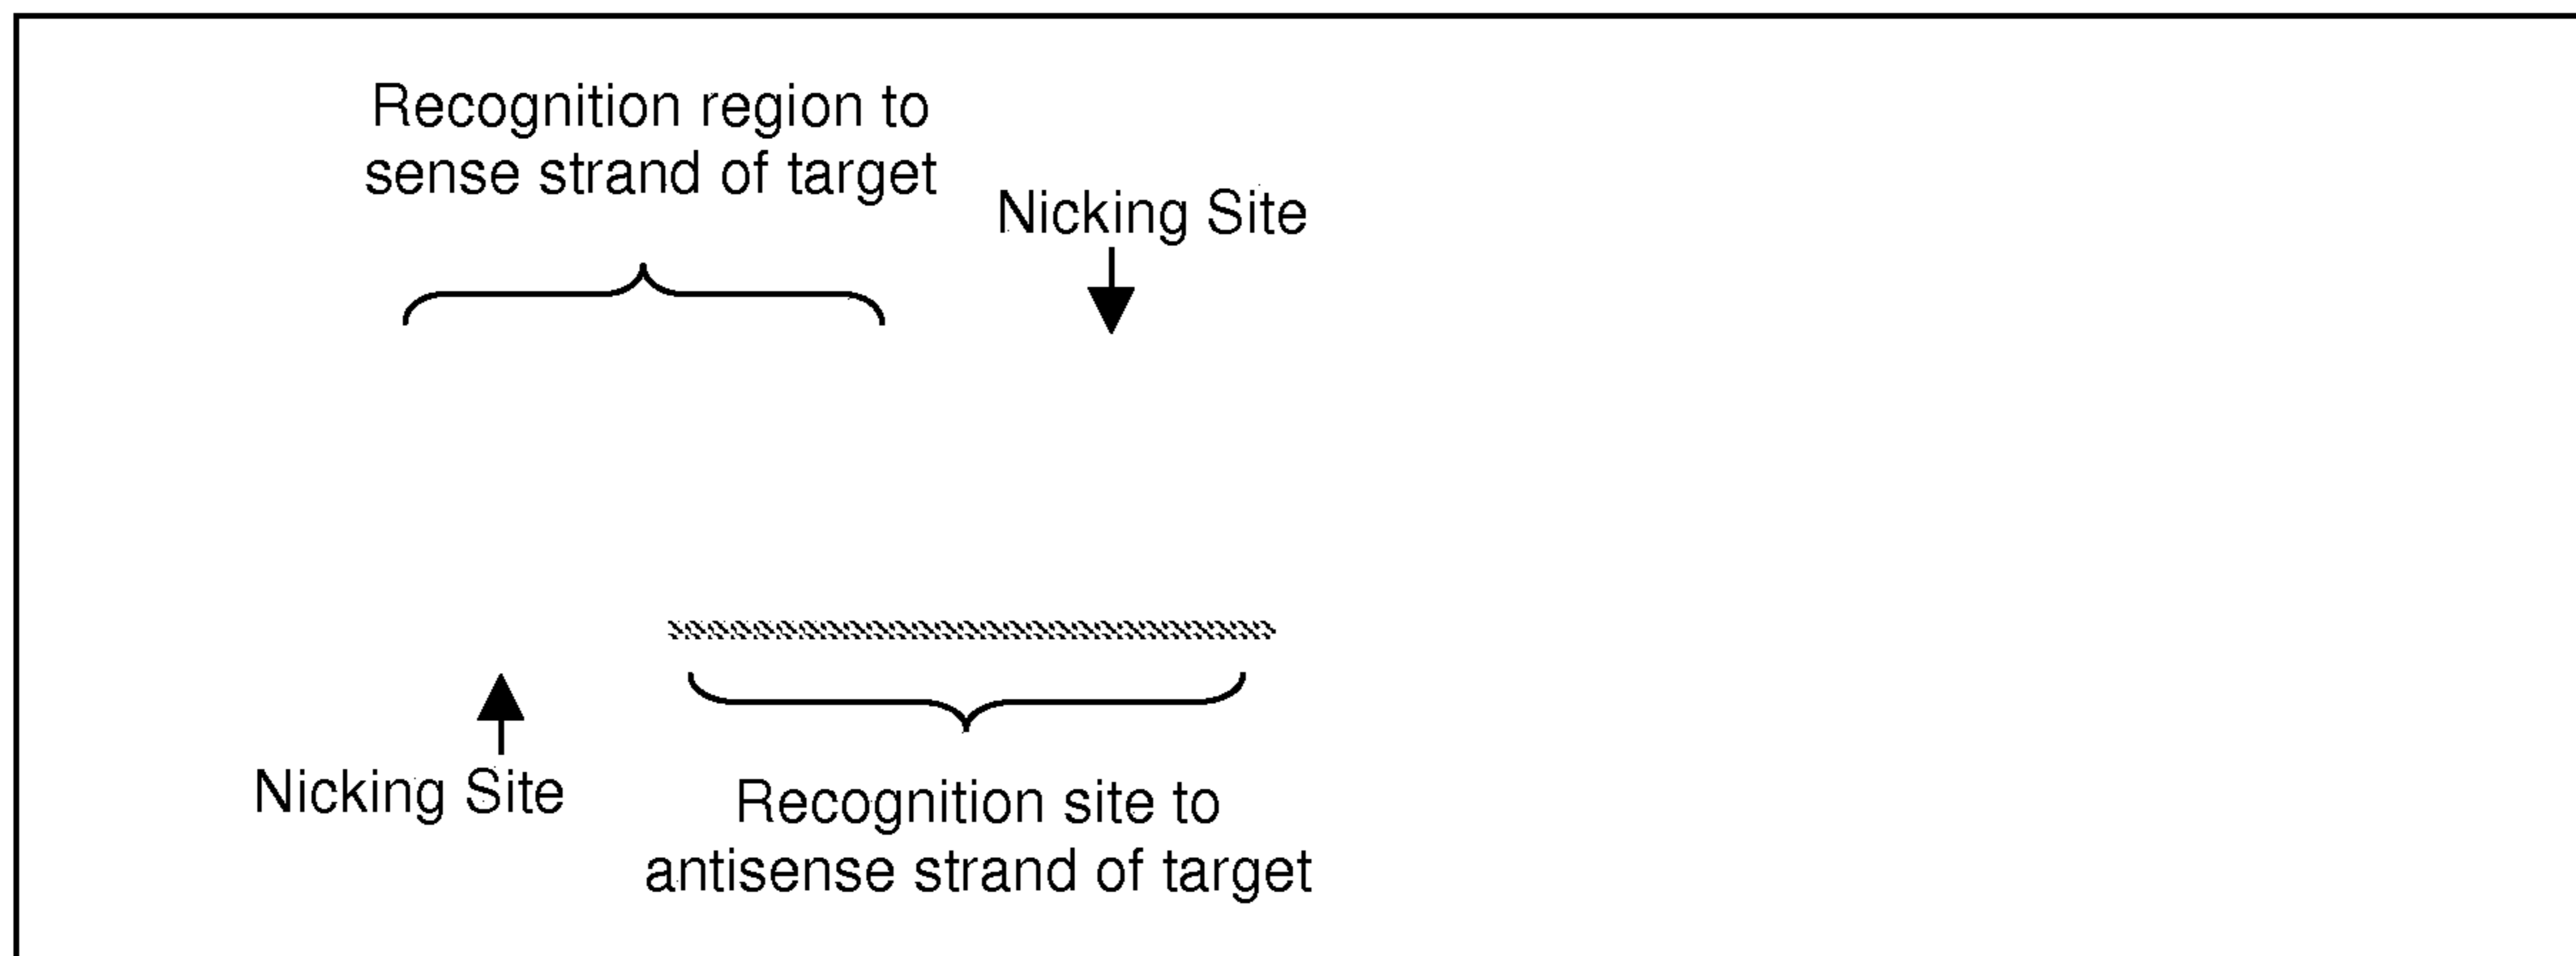 Recognition region to
sense strand of target
Nicking Site
Nicking Site
Recognition site to
antisense strand of target